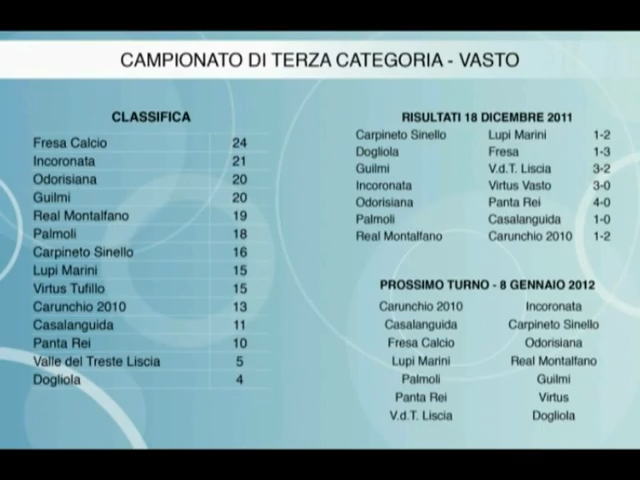 CAMPIONATO DI TERZA CATEGORIA - VASTO
CLASSIFICA
Fresa Calcio 24
Incoronata 21
Odorisiana 20
Guilmi 20
Real Montalfano 19
Palmoli 18
Carpineto Sinello 16
Lupi Marini 15
Virtus Tufillo 15
Carunchio 2010 13
Casalanguida 11
Panta Rei 10
Valle del Treste Liscia 5
Dogliola 4
RISULTATI 18 DICEMBRE 2011
Carpineto Sinello Lupi Marini 1-2
Dogliola Fresa 1-3
Guilmi V.d.T. Liscia 3-2
Incoronata Virtus Vasto 3-0
Odorisiana Panta Rei 4-0
Palmoli Casalanguida 1-0
Real Montalfano Carunchio 2010 1-2
PROSSIMO TURNO - 8 GENNAIO 2012
Carunchio 2010 Incoronata
Casalanguida Carpineto Sinello
Fresa Calcio Odorisiana
Lupi Marini Real Montalfano
Palmoli Guilmi
Panta Rei Virtus
V.d.T. Liscia Dogliola